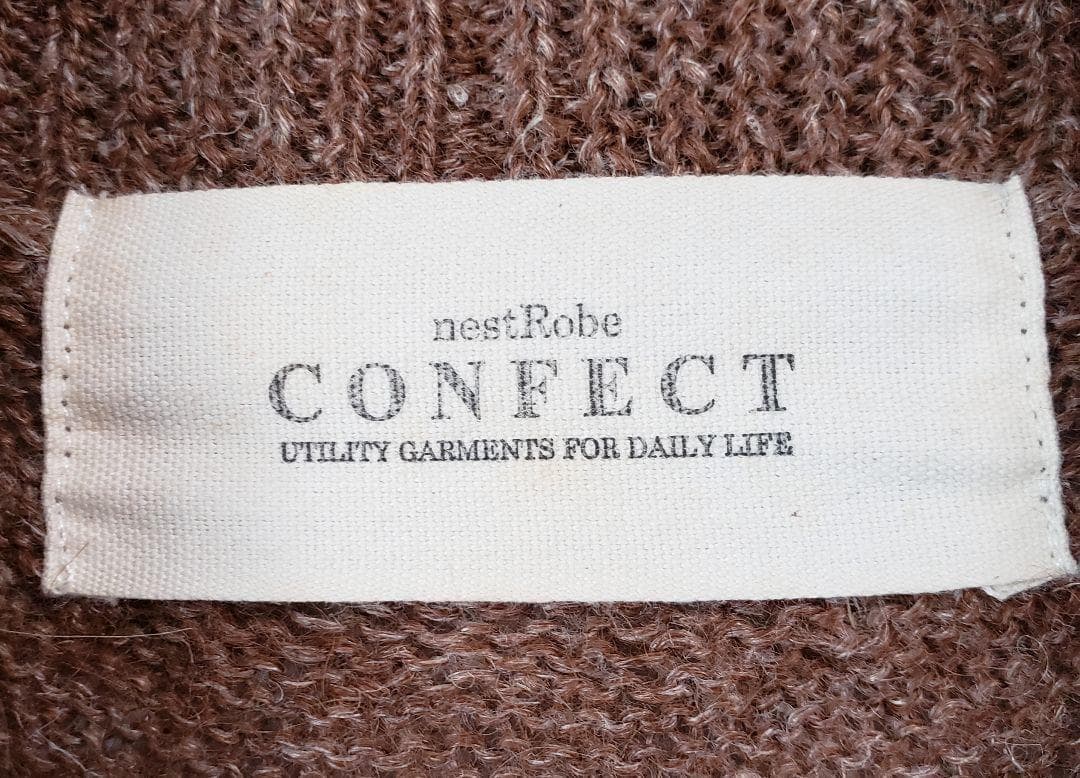 nestRobe
CONFECT
UTILITY GARMENTS FOR DAILY LIFE